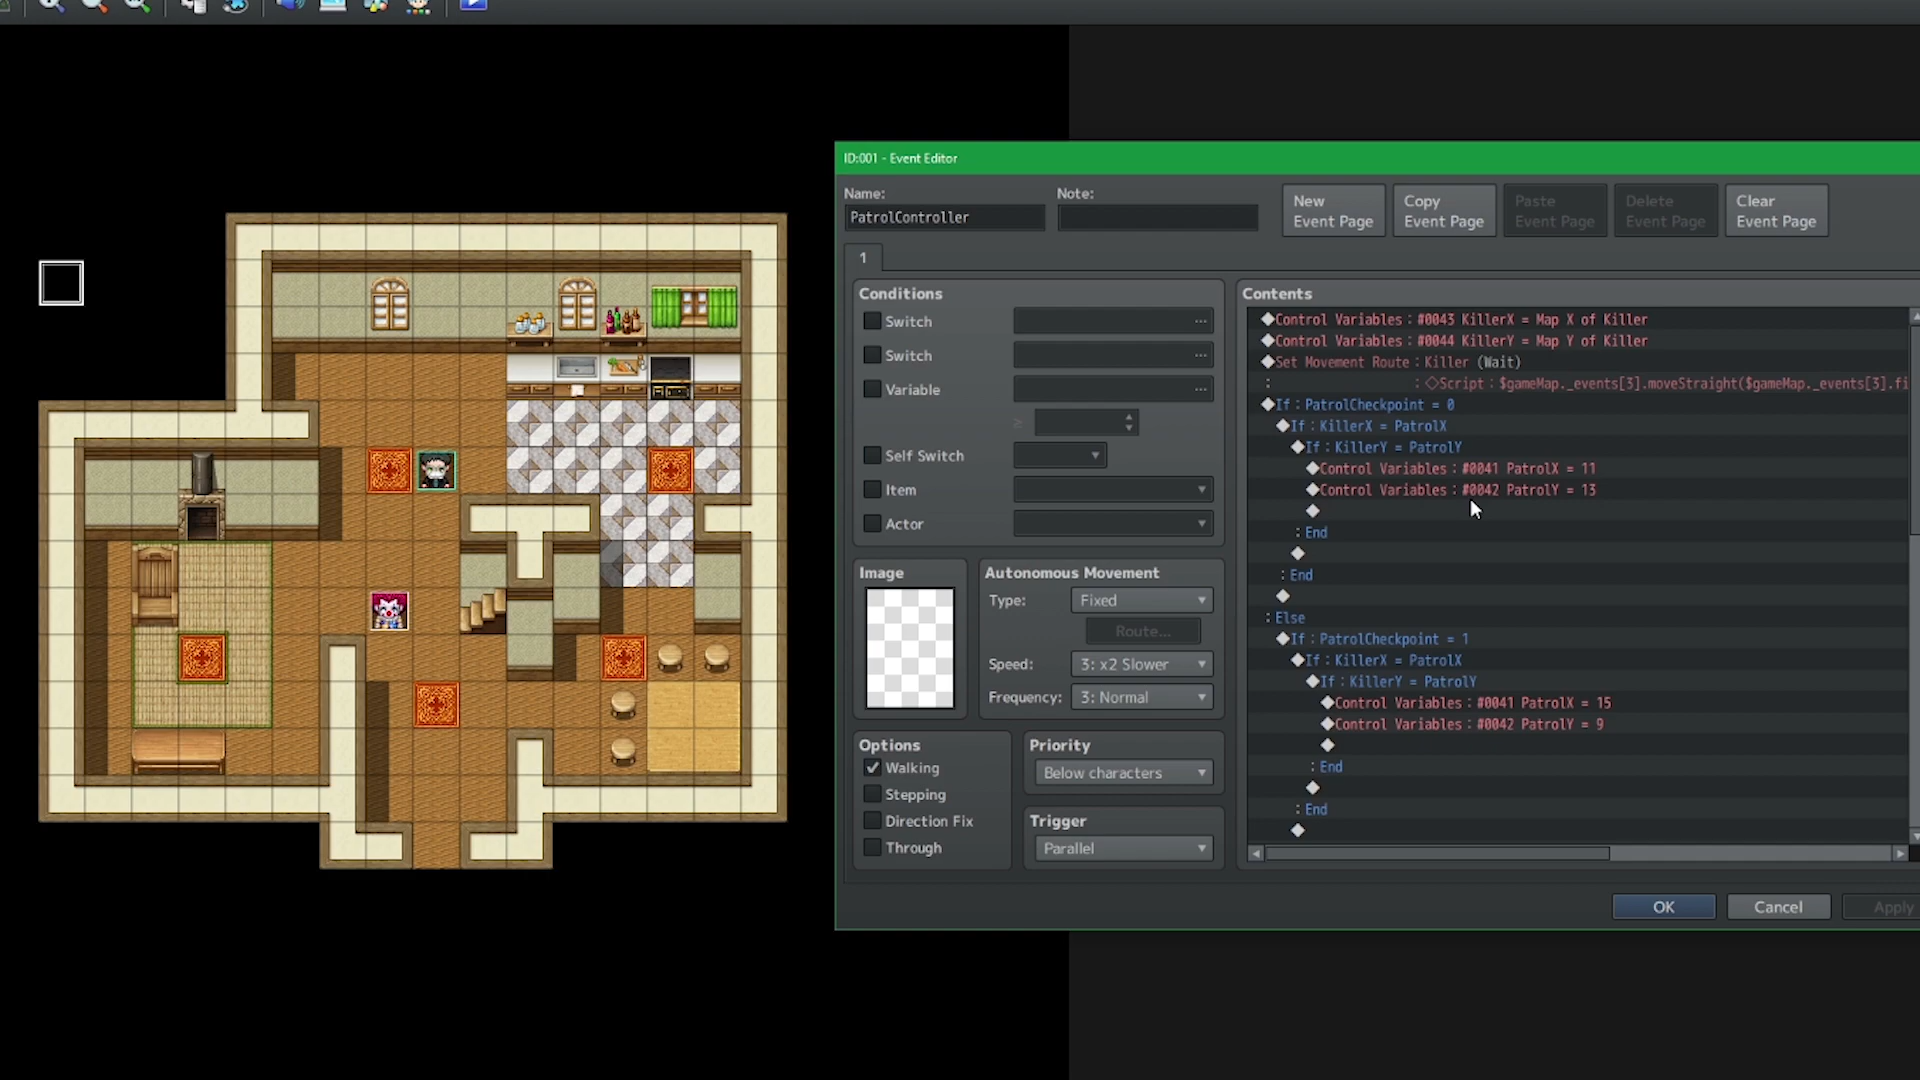 ID:001 - Event Editor
Name:
Note:
PatrolController
New
Event Page
Copy
Event Page
Paste
Event Page
Delete
Event Page
Clear
Event Page
1
Conditions
Switch
...
Switch
...
Variable
...
≥
Self Switch
Item
Actor
Image
Autonomous Movement
Type:
Fixed
Route...
Speed:
3: x2 Slower
Frequency:
3: Normal
Options
Walking
Stepping
Direction Fix
Through
Priority
Below characters
Trigger
Parallel
Contents
◆Control Variables : #0043 KillerX = Map X of Killer
◆Control Variables : #0044 KillerY = Map Y of Killer
◆Set Movement Route : Killer (Wait)
: : ◇Script : $gameMap._events[3].moveStraight($gameMap._events[3].fi
◆If : PatrolCheckpoint = 0
◆If : KillerX = PatrolX
◆If : KillerY = PatrolY
◆Control Variables : #0041 PatrolX = 11
◆Control Variables : #0042 PatrolY = 13
◆
: End
◆
: End
◆
: Else
◆If : PatrolCheckpoint = 1
◆If : KillerX = PatrolX
◆If : KillerY = PatrolY
◆Control Variables : #0041 PatrolX = 15
◆Control Variables : #0042 PatrolY = 9
◆
: End
◆
: End
◆
OK
Cancel
Apply